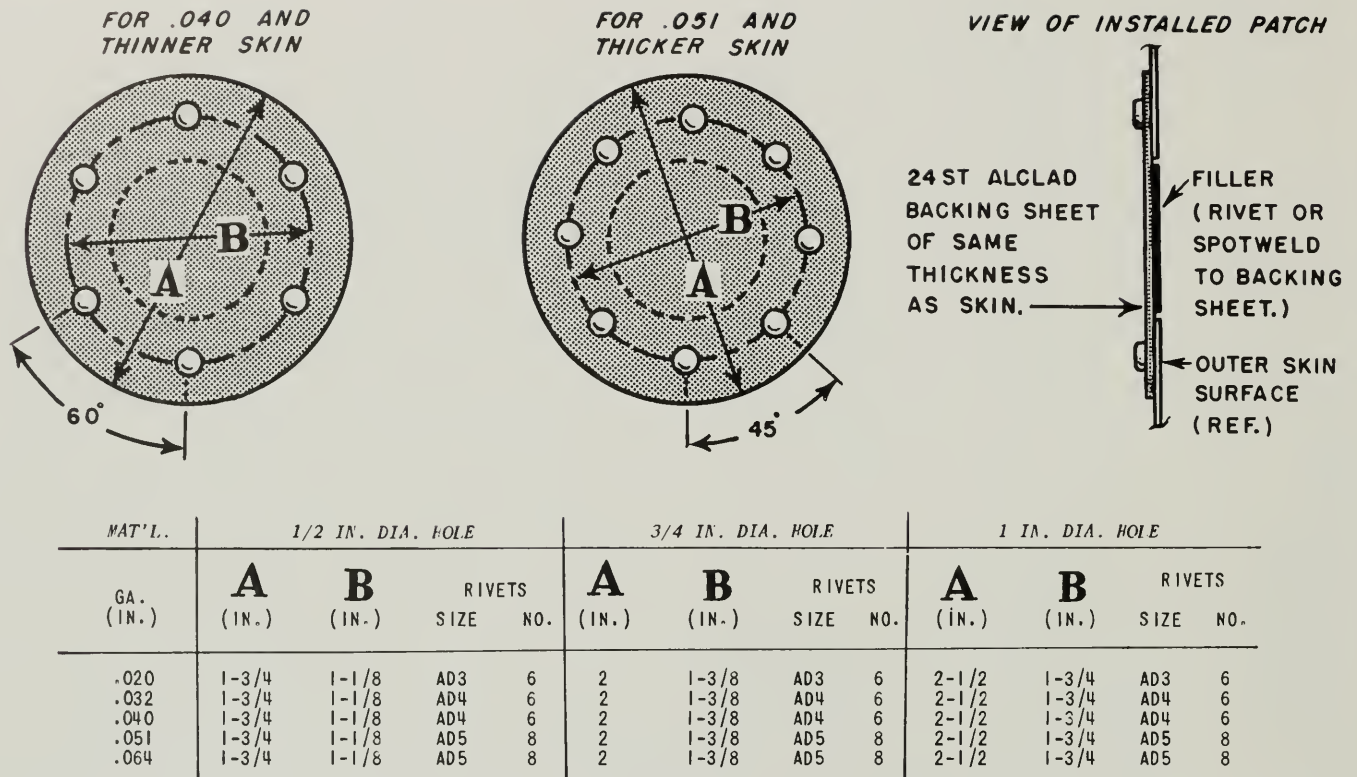 FOR .040 AND
THINNER SKIN
FOR .051 AND
THICKER SKIN
VIEW OF INSTALLED PATCH
B
A
60°
B
A
45°
24ST ALCLAD
BACKING SHEET
OF SAME
THICKNESS
AS SKIN.
FILLER
(RIVET OR
SPOTWELD
TO BACKING
SHEET.)
OUTER SKIN
SURFACE
(REF.)
MAT'L. 1/2 IN. DIA. HOLE 3/4 IN. DIA. HOLE 1 IN. DIA. HOLE
A B RIVETS A B RIVETS A B RIVETS
GA.
(IN.) (IN.) (IN.) SIZE NO. (IN.) (IN.) SIZE NO. (IN.) (IN.) SIZE NO.
.020 1-3/4 1-1/8 AD3 6 2 1-3/8 AD3 6 2-1/2 1-3/4 AD3 6
.032 1-3/4 1-1/8 AD4 6 2 1-3/8 AD4 6 2-1/2 1-3/4 AD4 6
.040 1-3/4 1-1/8 AD4 6 2 1-3/8 AD4 6 2-1/2 1-3/4 AD4 6
.051 1-3/4 1-1/8 AD5 8 2 1-3/8 AD5 8 2-1/2 1-3/4 AD5 8
.064 1-3/4 1-1/8 AD5 8 2 1-3/8 AD5 8 2-1/2 1-3/4 AD5 8